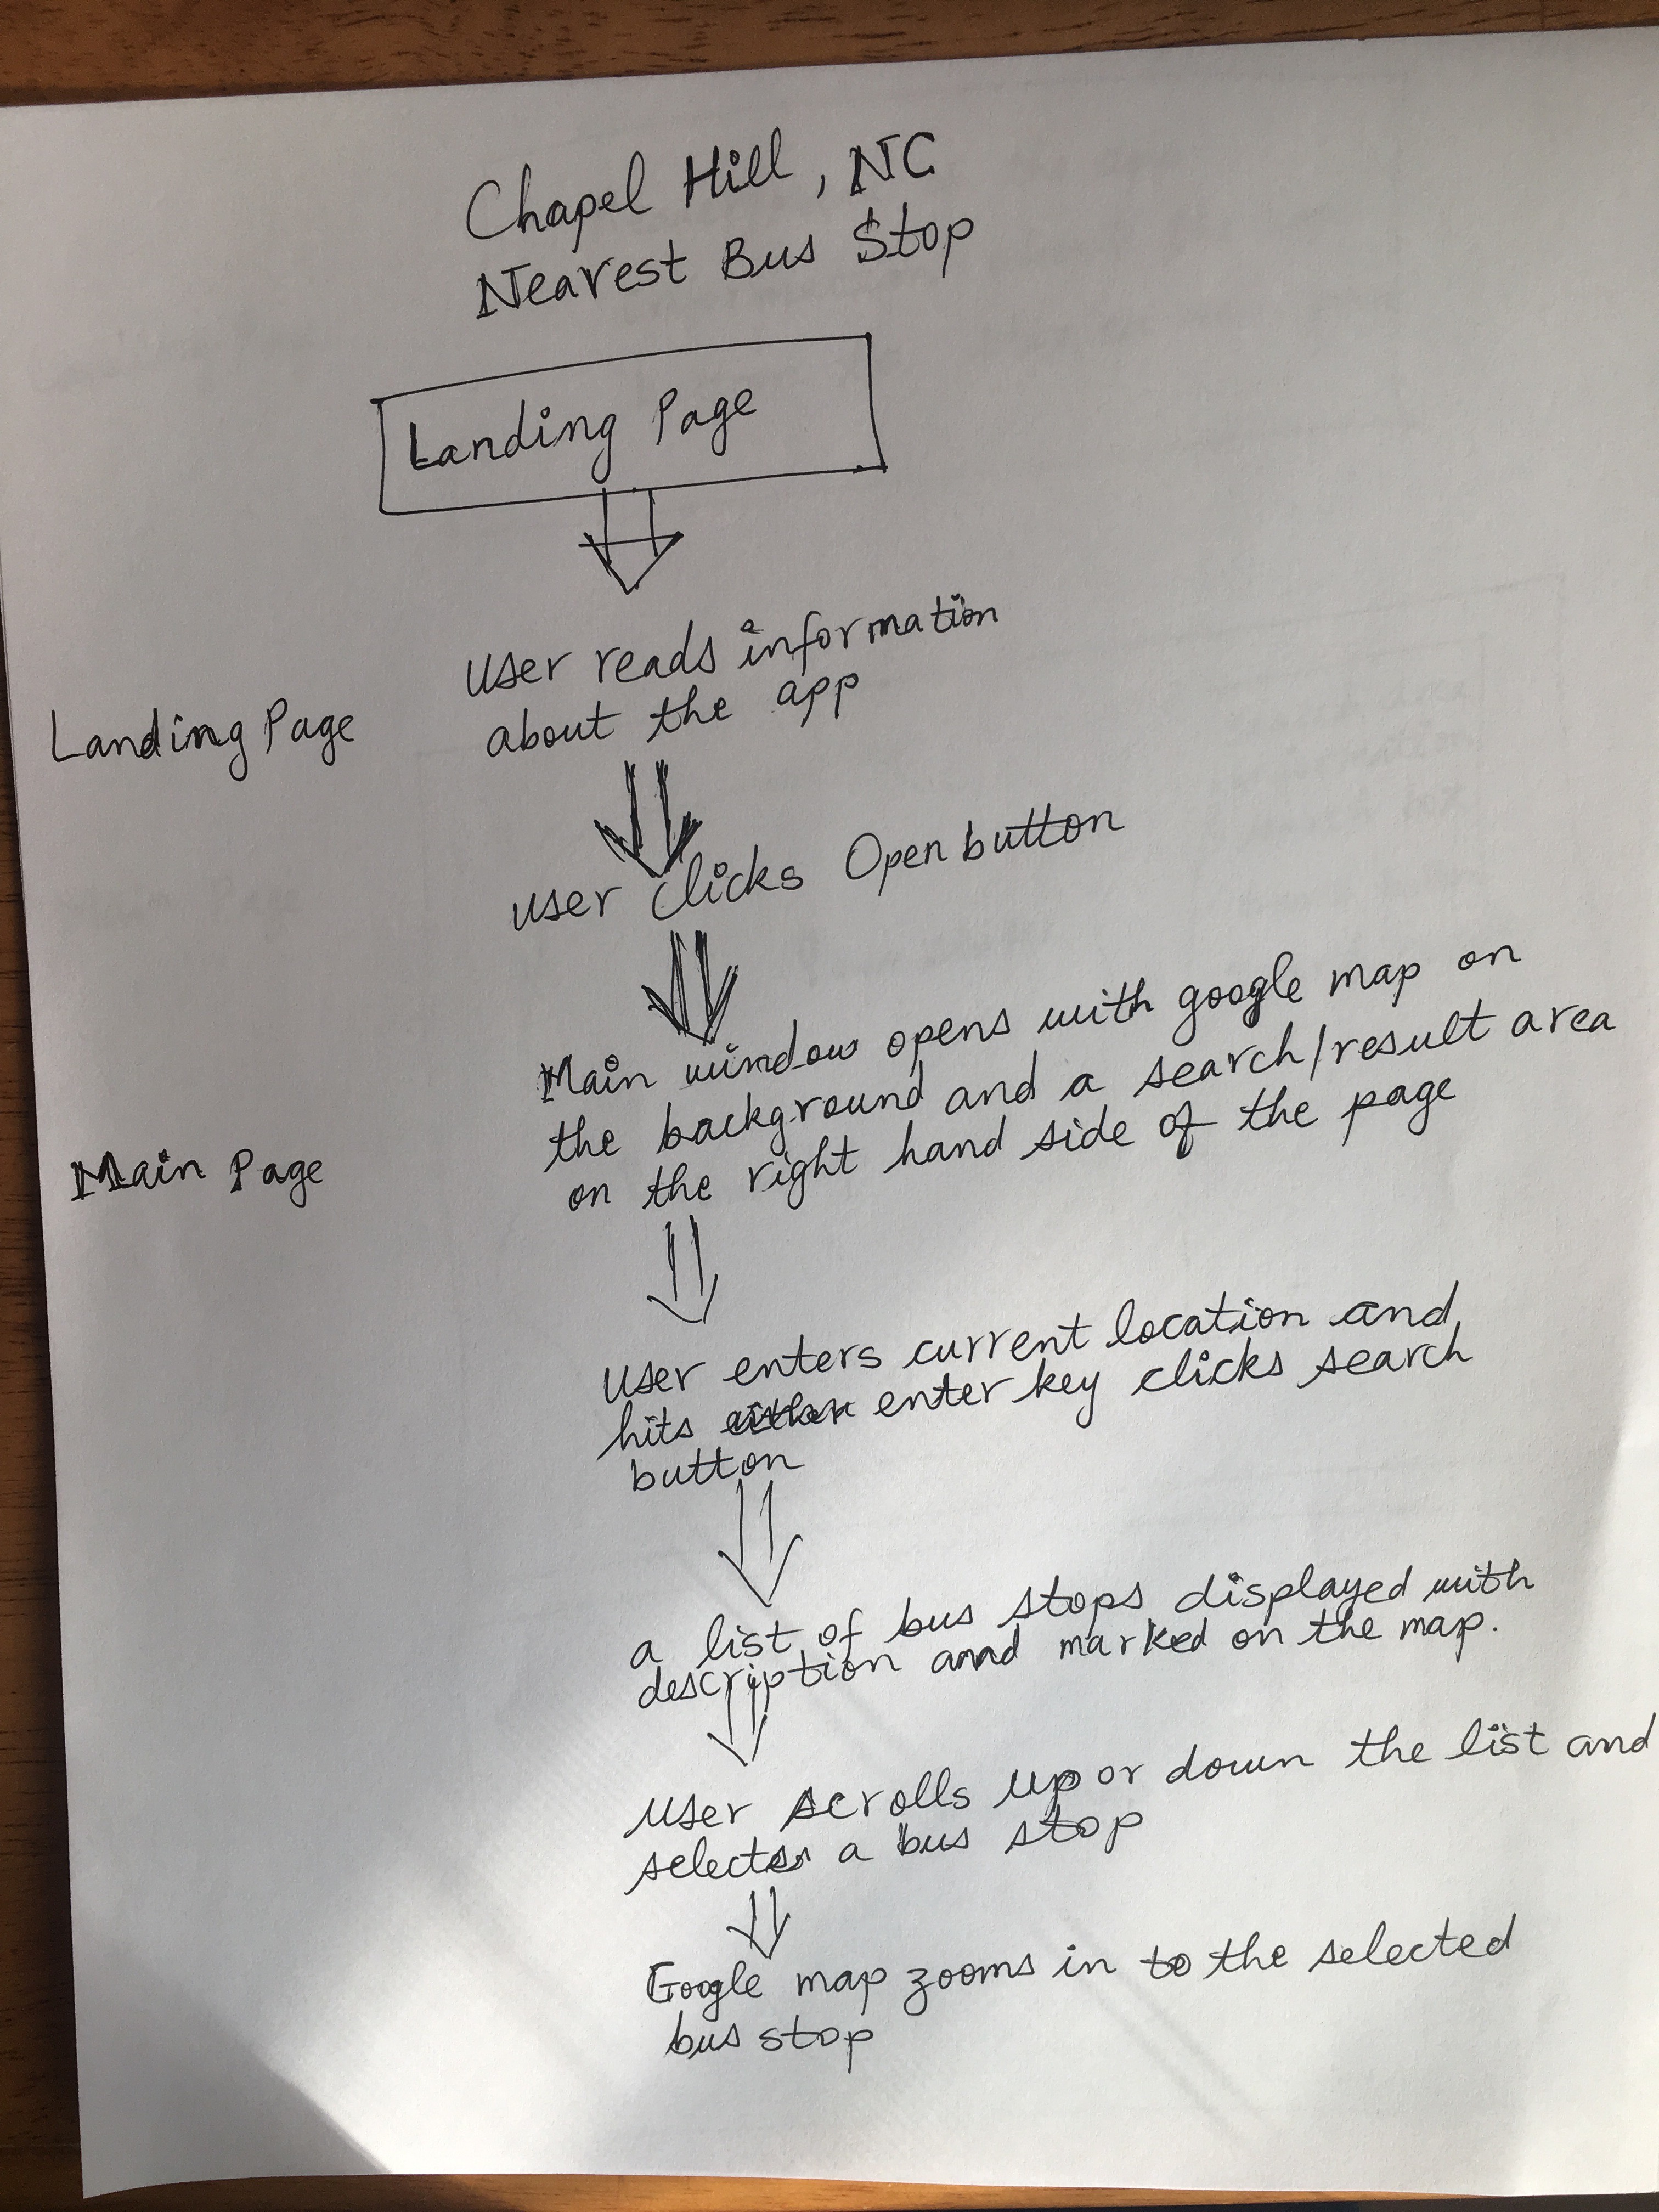 Chapel Hill, NC
Nearest Bus Stop
Landing Page
User reads information
about the app
Landing Page
user clicks Open button
Main window opens with google map on
the background and a search/result area
on the right hand side of the page
Main Page
User enters current location and
hits either enter key clicks search
button
a list of bus stops displayed with
description and marked on the map.
User scrolls up or down the list and
selects a bus stop
Google map zooms in to the selected
bus stop